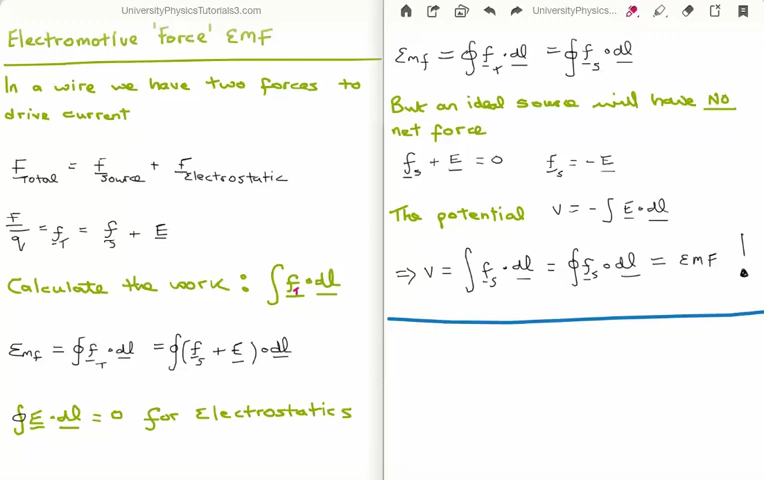 UniversityPhysicsTutorials3.com
Electromotive 'Force' EMF
In a wire we have two forces to
drive current
F_Total = f_source + F_Electrostatic
F/q = f_T = f_s + E
Calculate the work : ∫ f_T · dl
Emf = ∮ f_T · dl = ∮ (f_s + E) · dl
∮ E · dl = 0 for Electrostatics
UniversityPhysics...
Emf = ∮ f_T · dl = ∮ f_s · dl
But an ideal source will have NO
net force
f_s + E = 0 f_s = - E
The potential V = - ∫ E · dl
⇒ V = ∫ f_s · dl = ∮ f_s · dl = EMF !